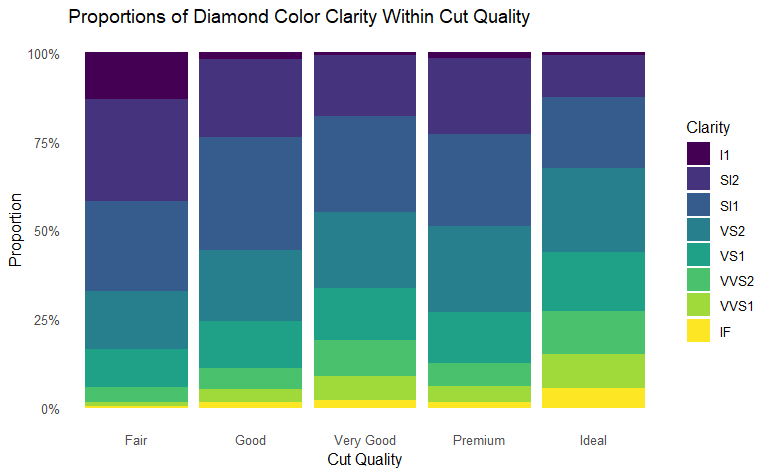 Proportions of Diamond Color Clarity Within Cut Quality
100%
75%
50%
25%
0%
Proportion
Fair
Good
Very Good
Premium
Ideal
Cut Quality
Clarity
I1
SI2
SI1
VS2
VS1
VVS2
VVS1
IF